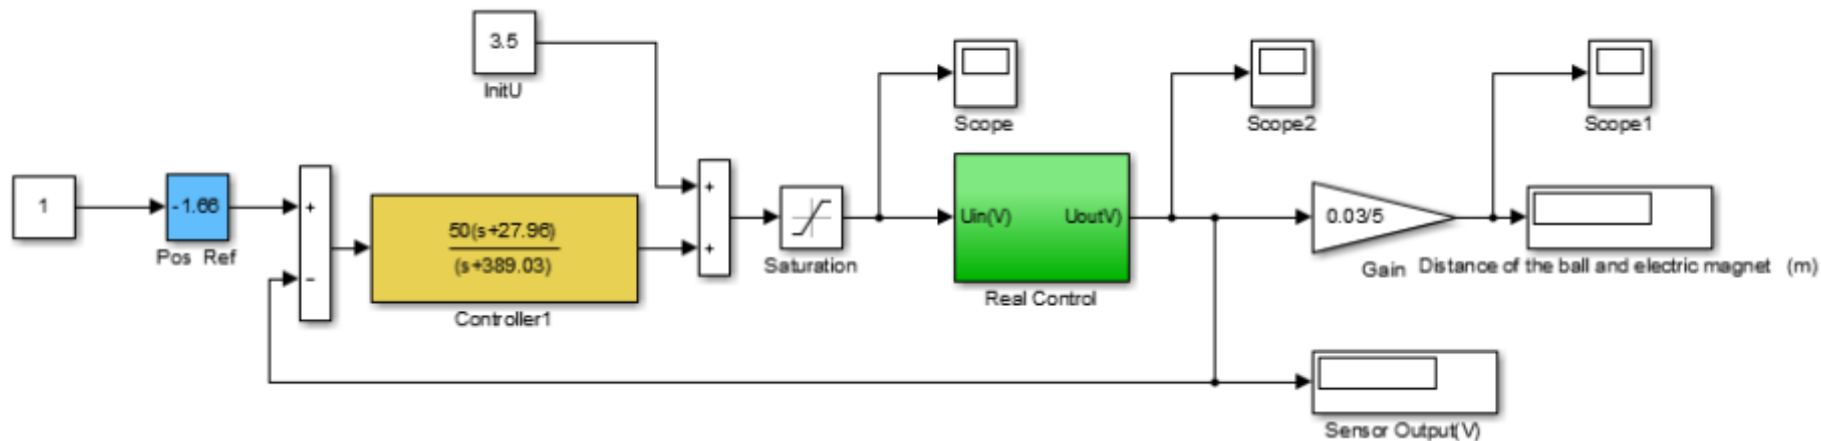 3.5
InitU
Scope
Scope2
Scope1
1
-1.66
Pos Ref
+
−
50(s+27.96)
(s+389.03)
Controller1
+
+
Saturation
Uin(V)
UoutV)
Real Control
0.03/5
Gain
Distance of the ball and electric magnet (m)
Sensor Output(V)